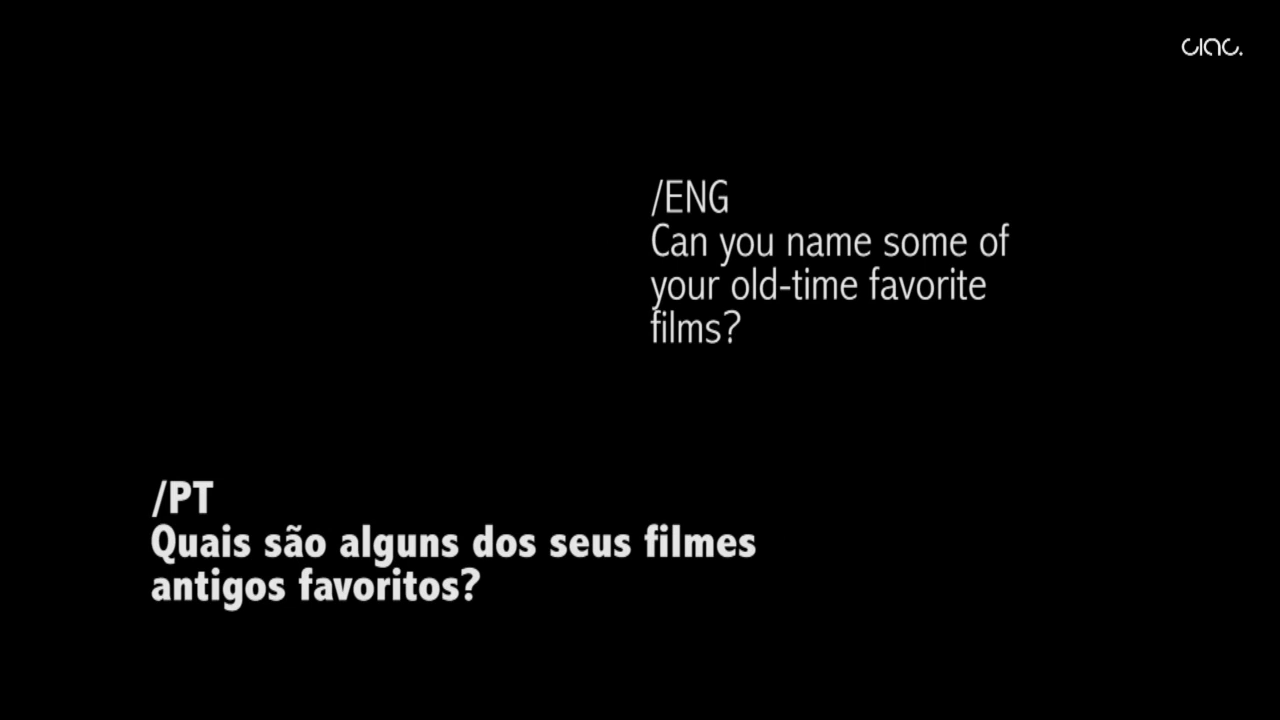 ciac.
/ENG
Can you name some of
your old-time favorite
films?
/PT
Quais são alguns dos seus filmes
antigos favoritos?